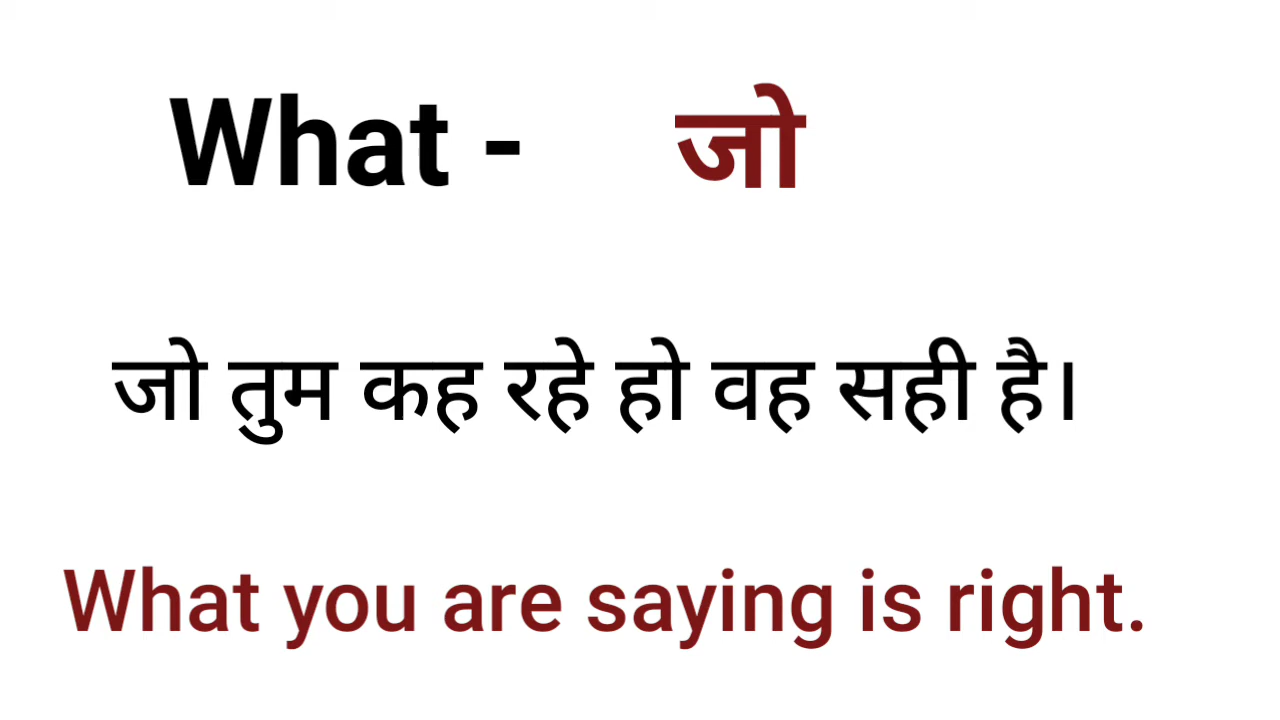 What - जो
जो तुम कह रहे हो वह सही है।
What you are saying is right.